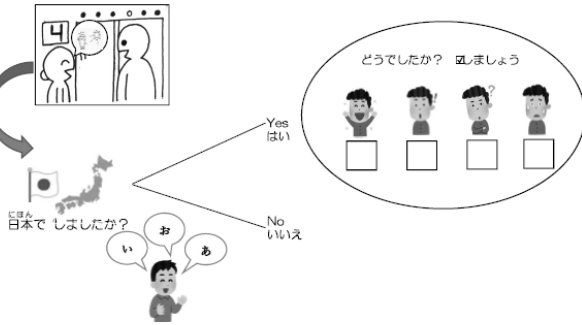 4
どうでしたか? ☑しましょう
!
?
Yes
はい
にほん
日本で しましたか?
No
いいえ
い
お
あ